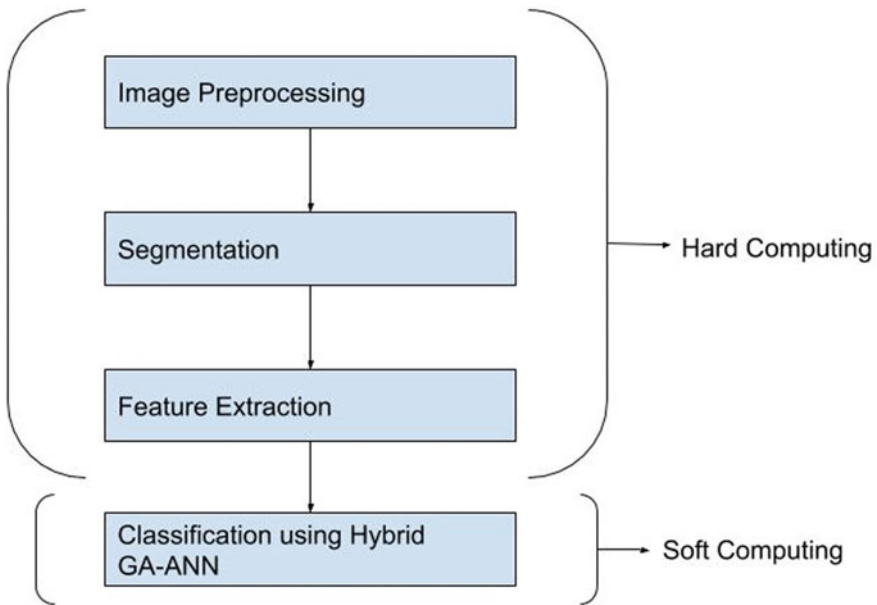 Image Preprocessing
Segmentation
Hard Computing
Feature Extraction
Classification using Hybrid
GA-ANN
Soft Computing